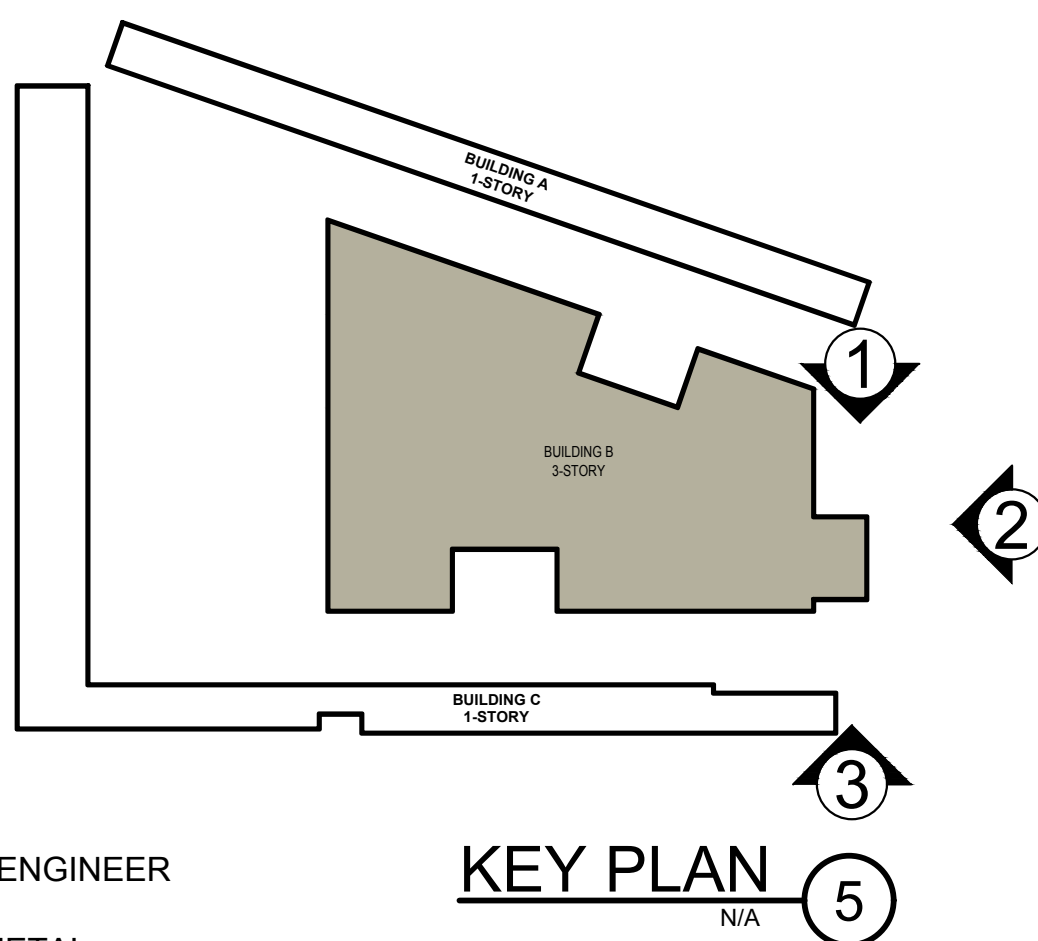 BUILDING A
1-STORY
1
BUILDING B
3-STORY
2
BUILDING C
1-STORY
3
ENGINEER
KEY PLAN
N/A
5